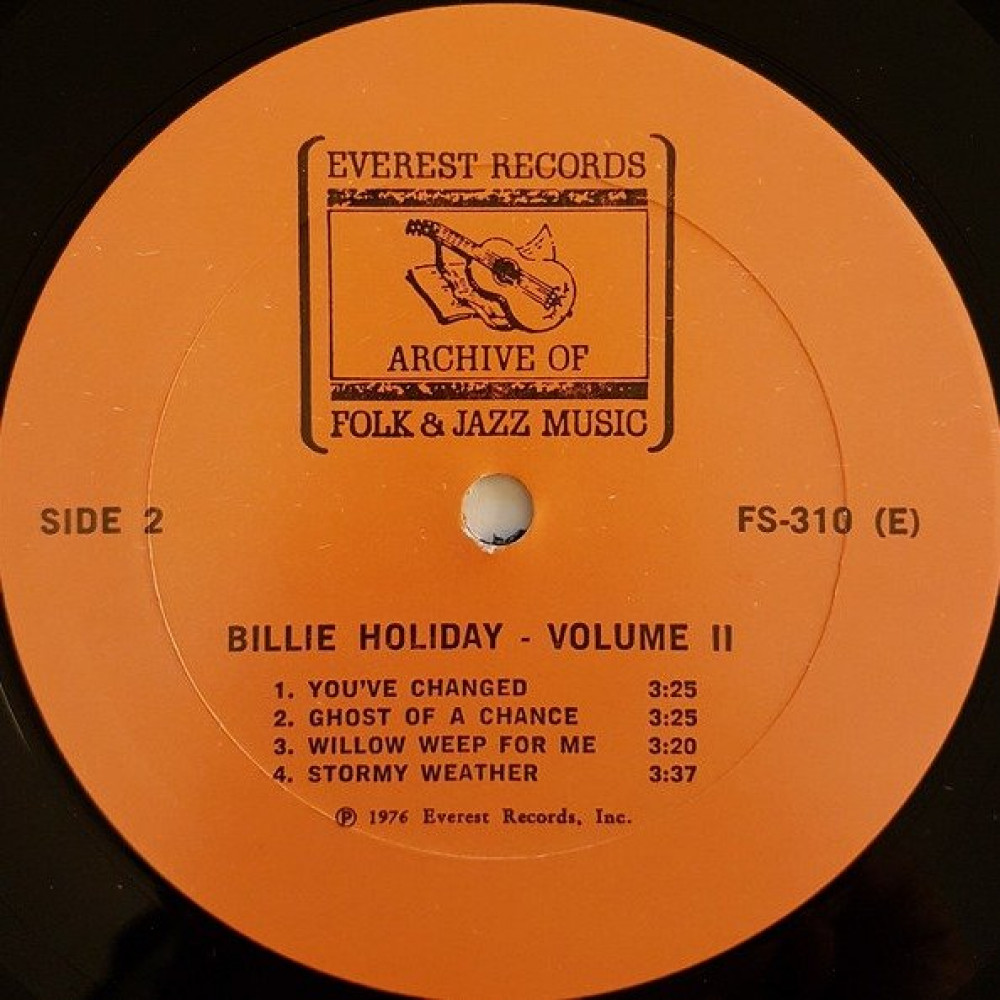 EVEREST RECORDS
ARCHIVE OF
FOLK & JAZZ MUSIC
SIDE 2
FS-310 (E)
BILLIE HOLIDAY - VOLUME II
1. YOU'VE CHANGED 3:25
2. GHOST OF A CHANCE 3:25
3. WILLOW WEEP FOR ME 3:20
4. STORMY WEATHER 3:37
℗ 1976 Everest Records, Inc.